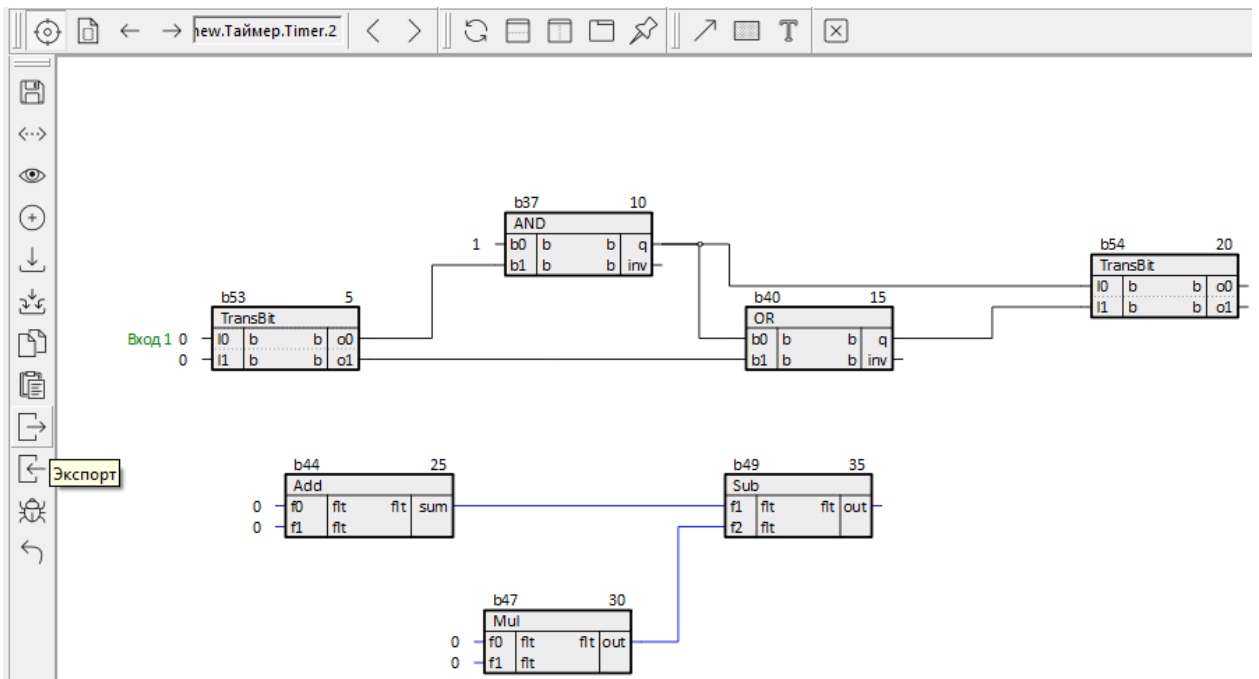 new.Таймер.Timer.2
T
b37 10
AND
1 b0 b b q
b1 b b inv
b54 20
TransBit
I0 b b o0
I1 b b o1
b53 5
TransBit
Вход 1 0 I0 b b o0
0 I1 b b o1
b40 15
OR
b0 b b q
b1 b b inv
Экспорт
b44 25
Add
0 f0 flt flt sum
0 f1 flt
b49 35
Sub
f1 flt flt out
f2 flt
b47 30
Mul
0 f0 flt flt out
0 f1 flt